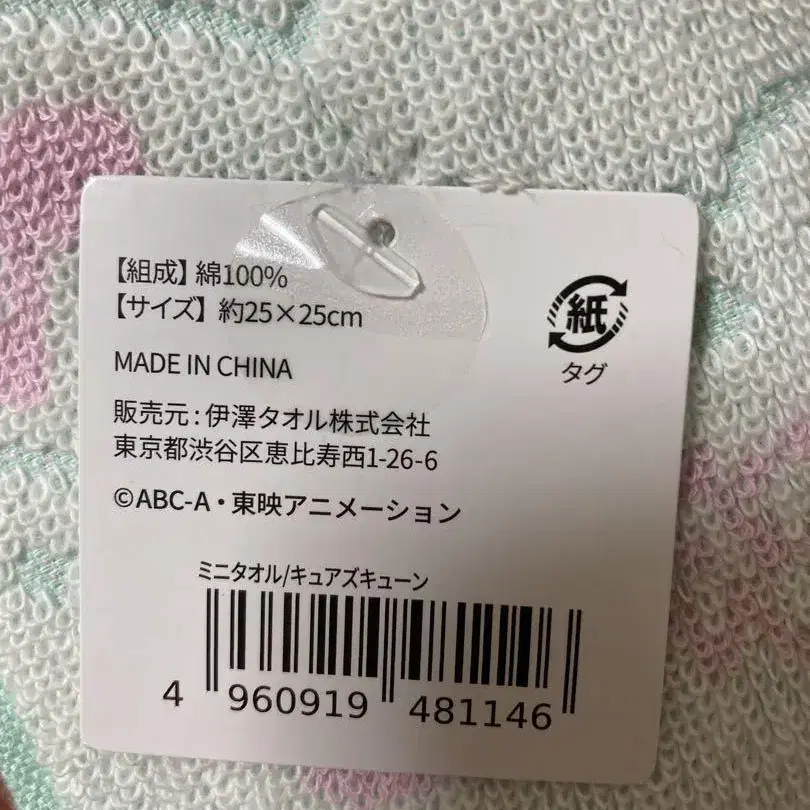 【組成】綿100%
【サイズ】約25×25cm
MADE IN CHINA
販売元:伊澤タオル株式会社
東京都渋谷区恵比寿西1-26-6
©ABC-A・東映アニメーション
紙
タグ
ミニタオル/キュアズキューン
4 960919 481146